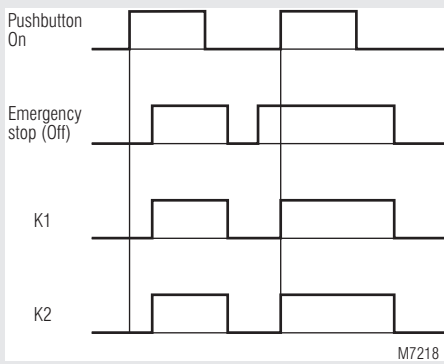 Pushbutton
On
Emergency
stop (Off)
K1
K2
M7218